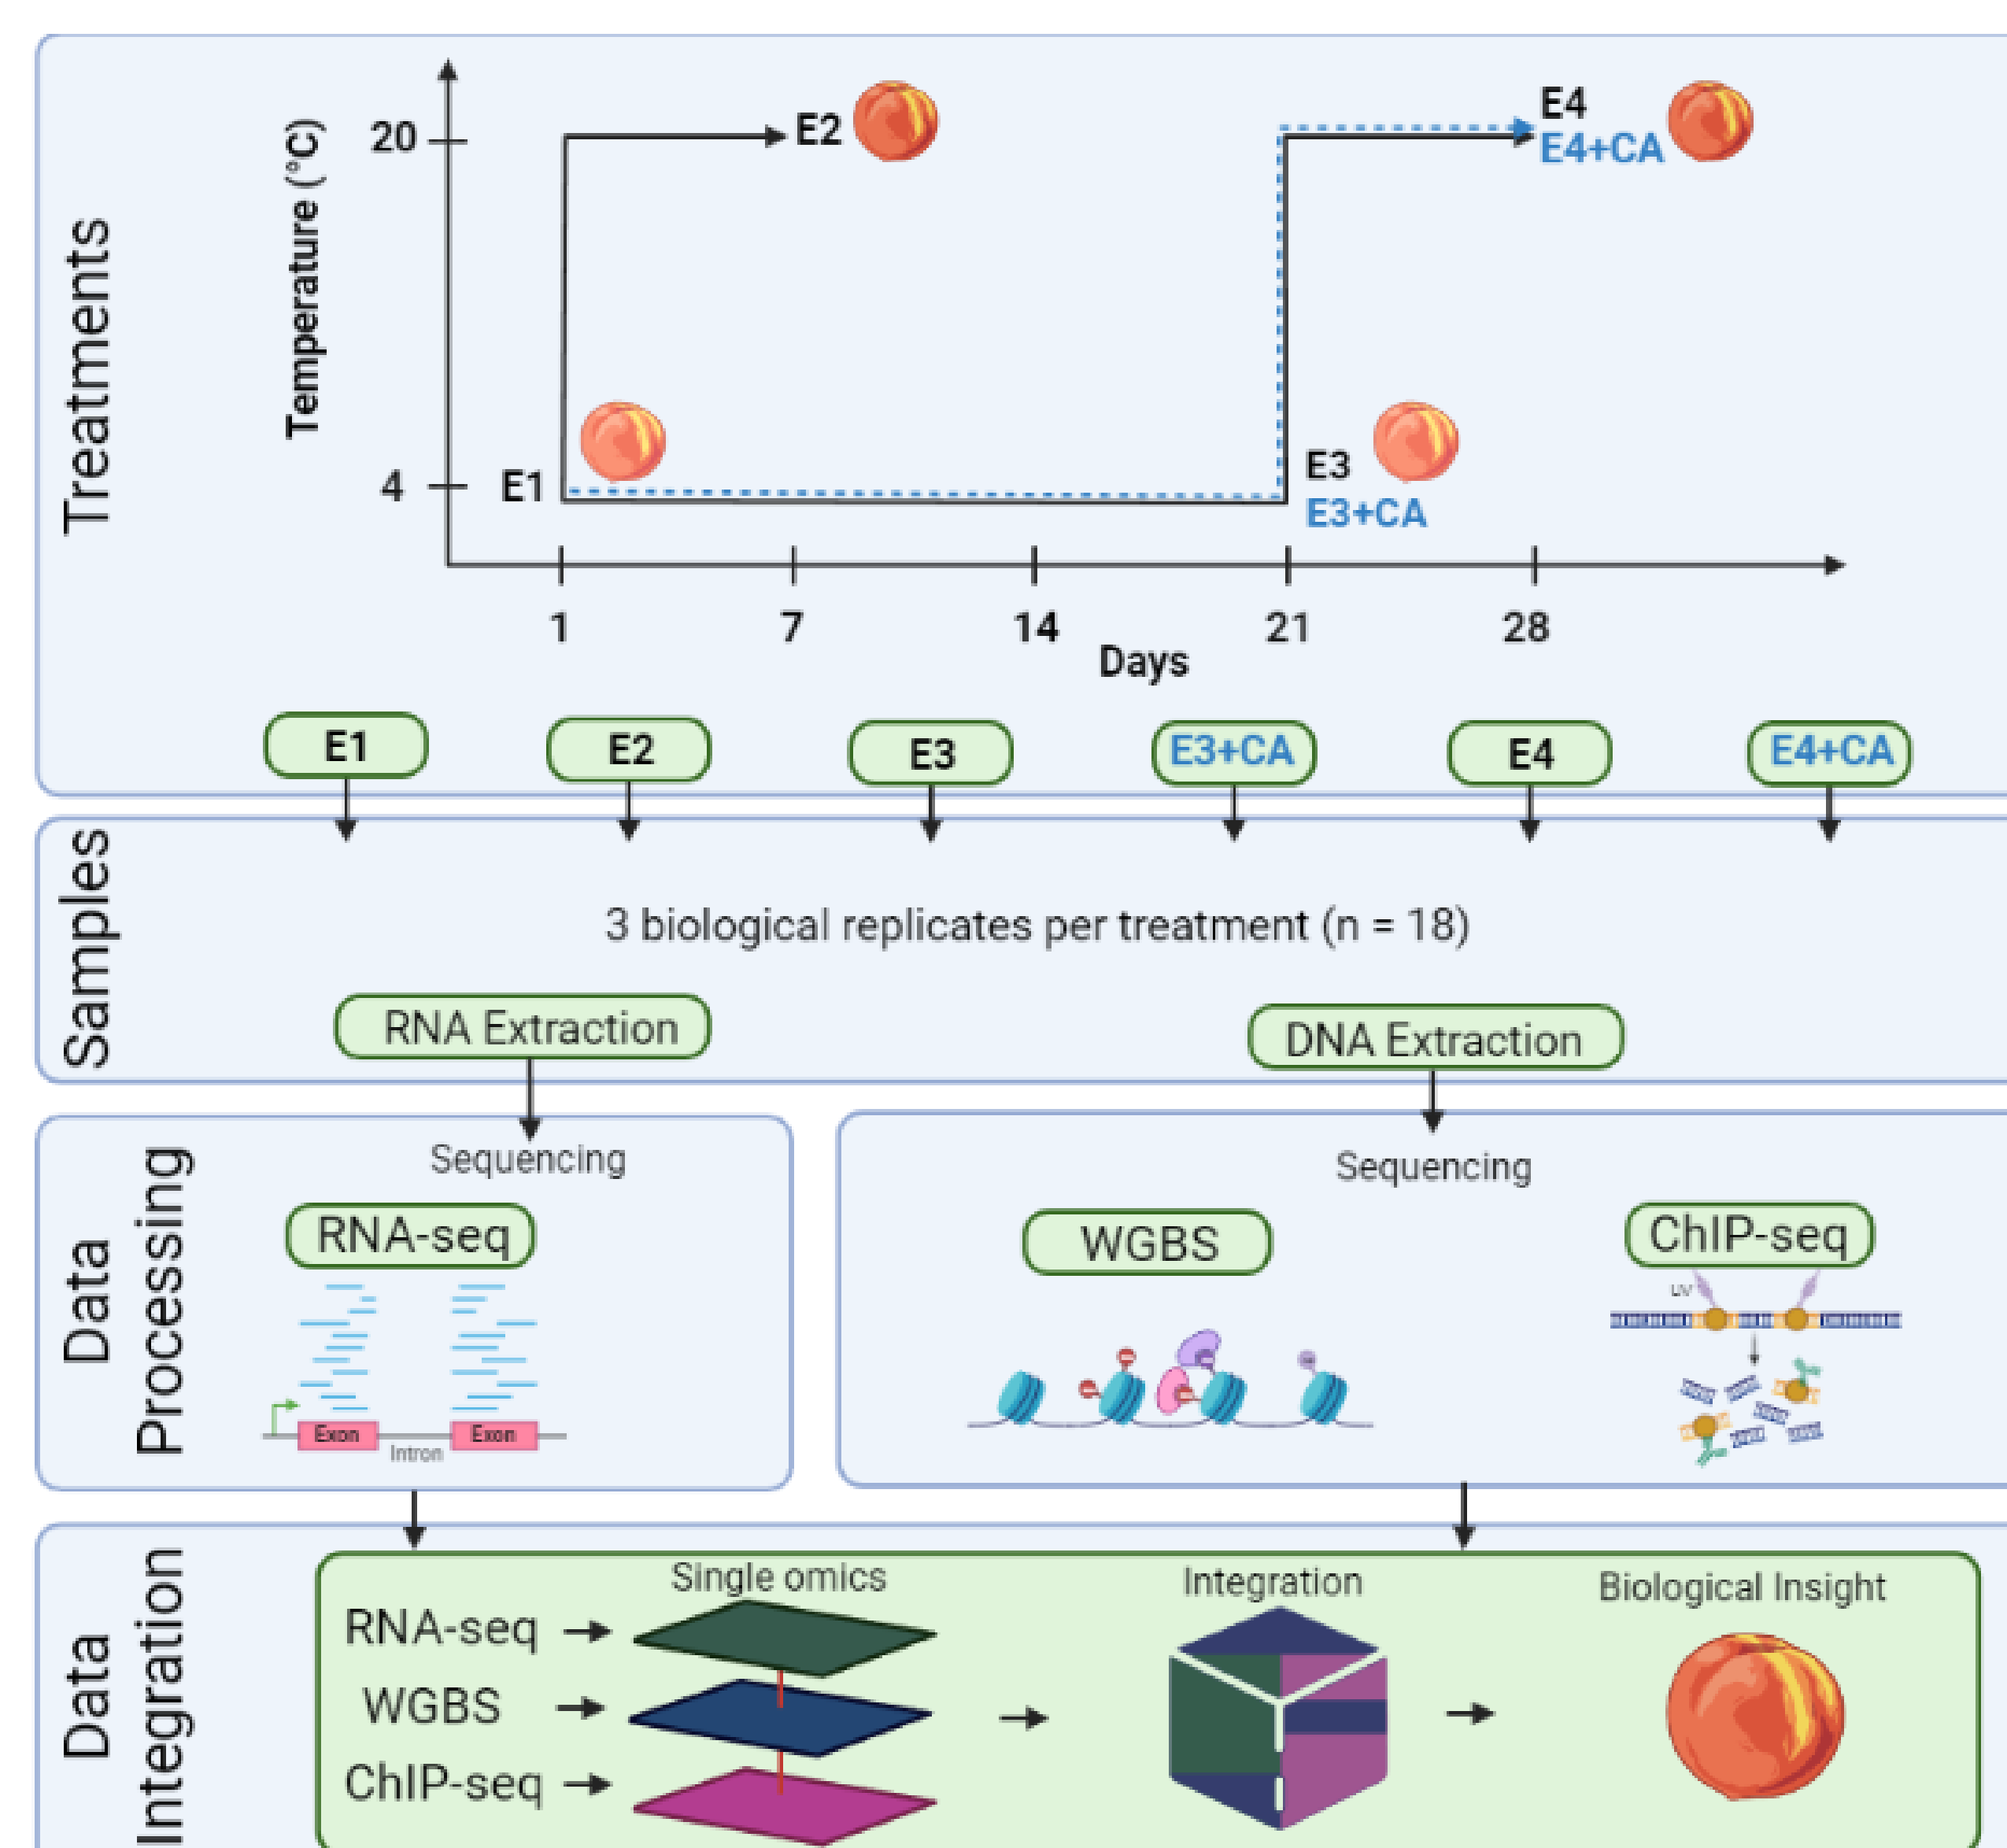 Treatments
Temperature (°C)
20
4
E2
E4
E4+CA
E1
E3
E3+CA
1 7 14 21 28
Days
E1 E2 E3 E3+CA E4 E4+CA
Samples
3 biological replicates per treatment (n = 18)
RNA Extraction DNA Extraction
Data
Processing
Sequencing
RNA-seq
Exon Exon
Intron
Sequencing
WGBS ChIP-seq
UV
Data
Integration
Single omics Integration Biological Insight
RNA-seq
WGBS
ChIP-seq